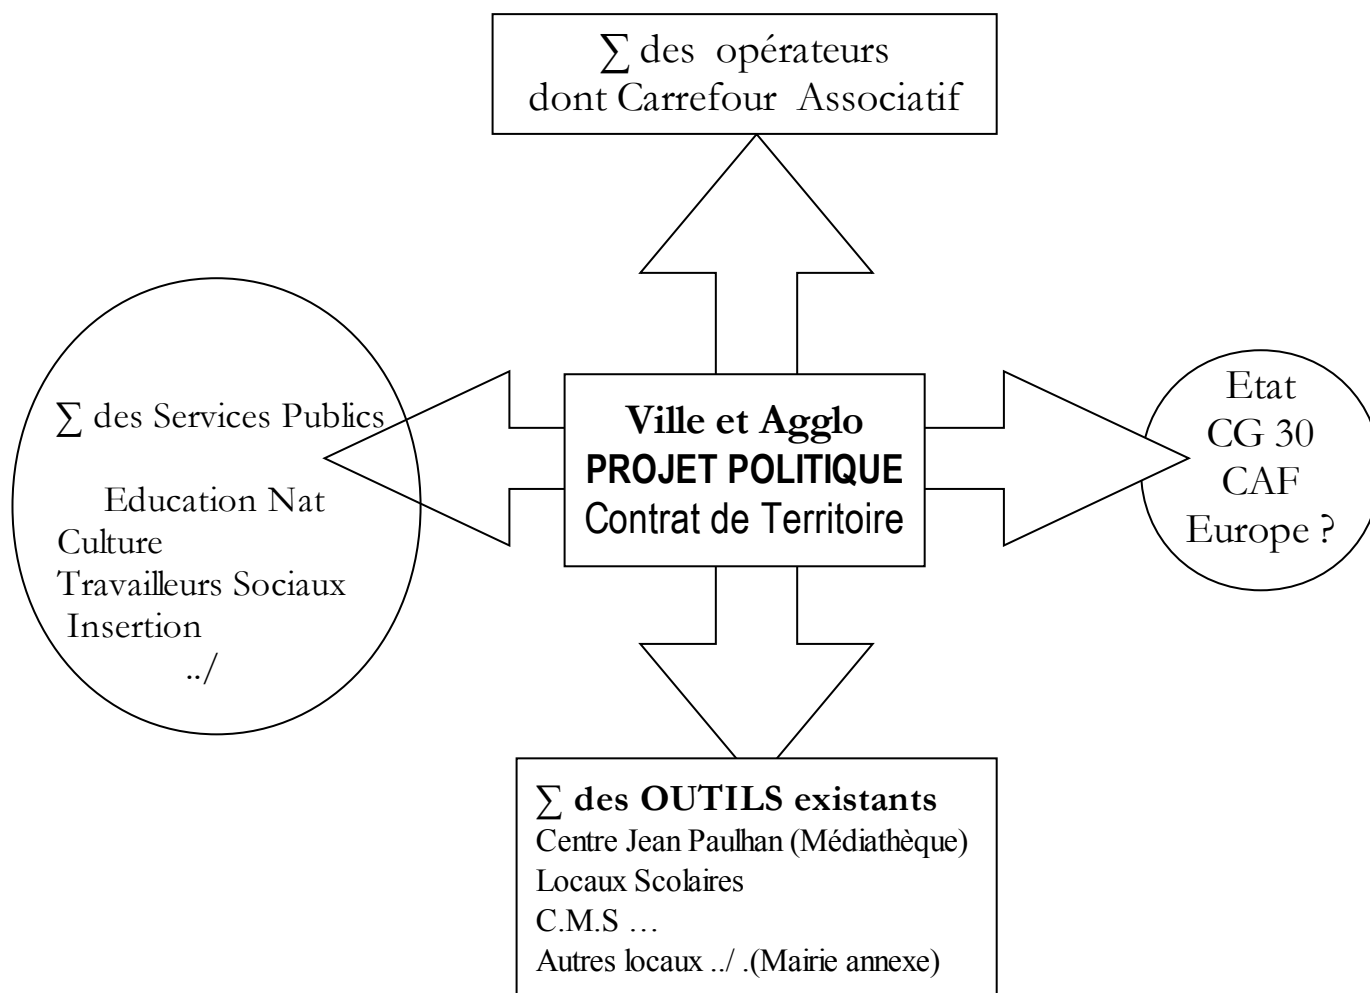 ∑ des opérateurs
dont Carrefour Associatif
∑ des Services Publics
Education Nat
Culture
Travailleurs Sociaux
Insertion
../
Ville et Agglo
PROJET POLITIQUE
Contrat de Territoire
Etat
CG 30
CAF
Europe ?
∑ des OUTILS existants
Centre Jean Paulhan (Médiathèque)
Locaux Scolaires
C.M.S …
Autres locaux ../ .(Mairie annexe)